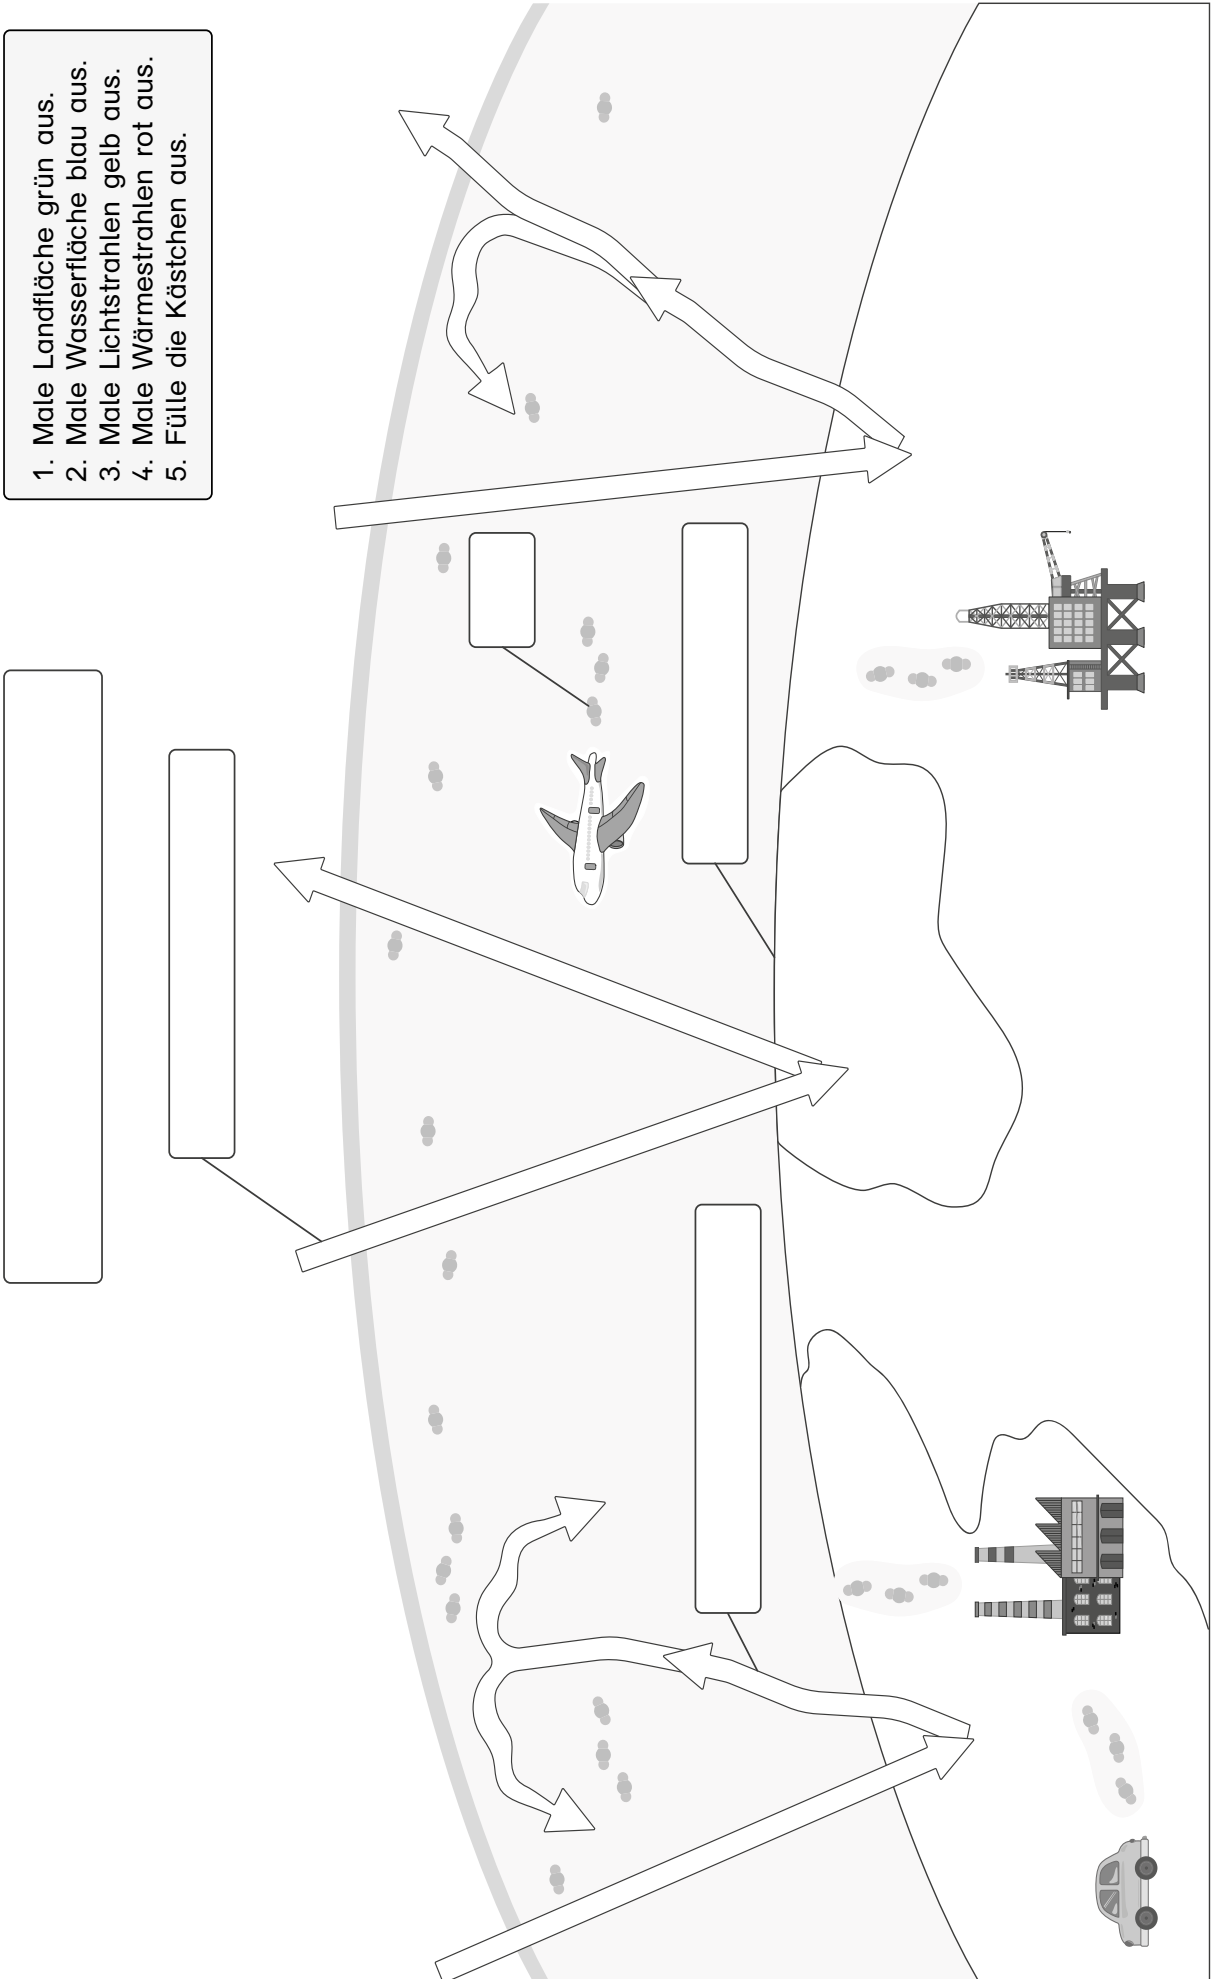 1. Male Landfläche grün aus.
2. Male Wasserfläche blau aus.
3. Male Lichtstrahlen gelb aus.
4. Male Wärmestrahlen rot aus.
5. Fülle die Kästchen aus.